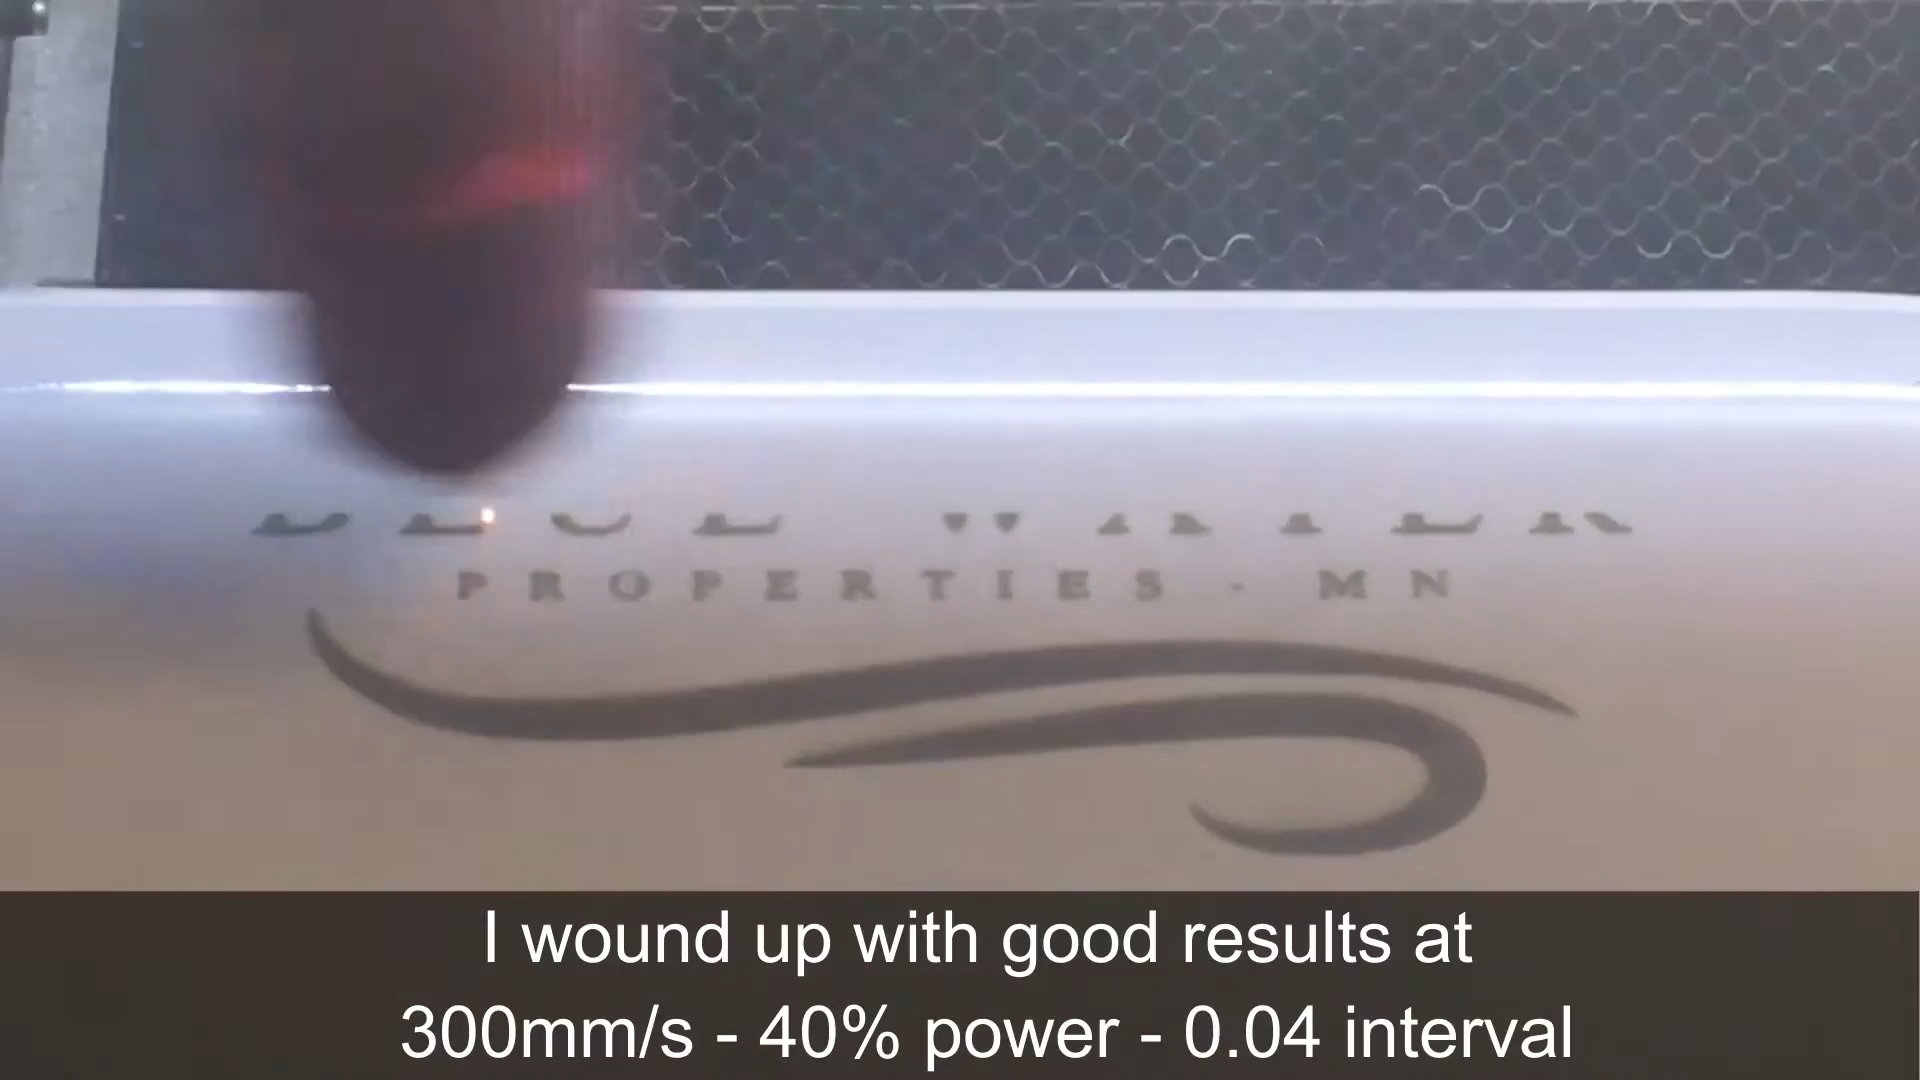 PROPERTIES - MN
I wound up with good results at
300mm/s - 40% power - 0.04 interval